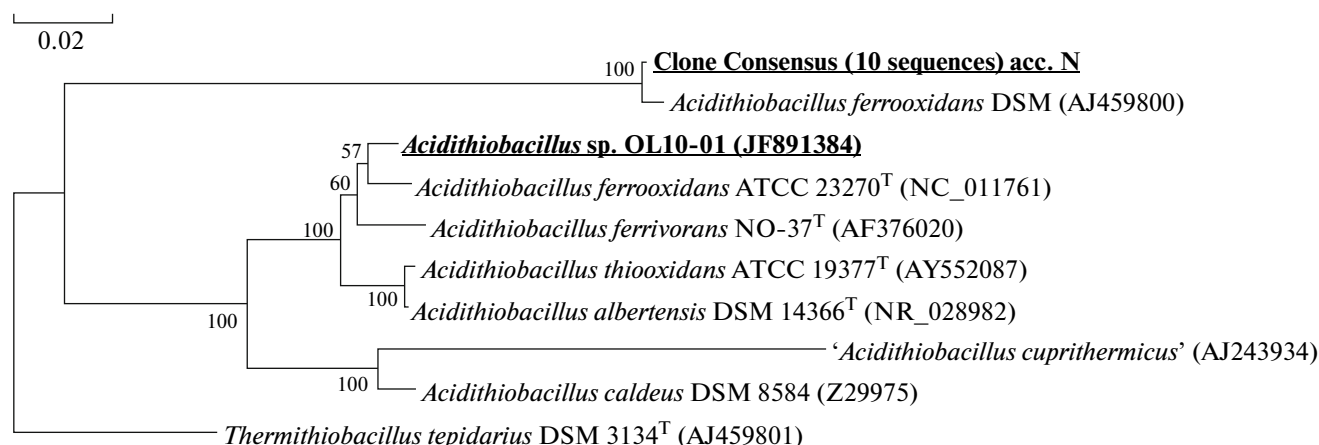 0.02
100
Clone Consensus (10 sequences) acc. N
Acidithiobacillus ferrooxidans DSM (AJ459800)
57
Acidithiobacillus sp. OL10-01 (JF891384)
60
Acidithiobacillus ferrooxidans ATCC 23270ᵀ (NC_011761)
100
Acidithiobacillus ferrivorans NO-37ᵀ (AF376020)
Acidithiobacillus thiooxidans ATCC 19377ᵀ (AY552087)
100
Acidithiobacillus albertensis DSM 14366ᵀ (NR_028982)
100
‘Acidithiobacillus cuprithermicus’ (AJ243934)
100
Acidithiobacillus caldeus DSM 8584 (Z29975)
Thermithiobacillus tepidarius DSM 3134ᵀ (AJ459801)